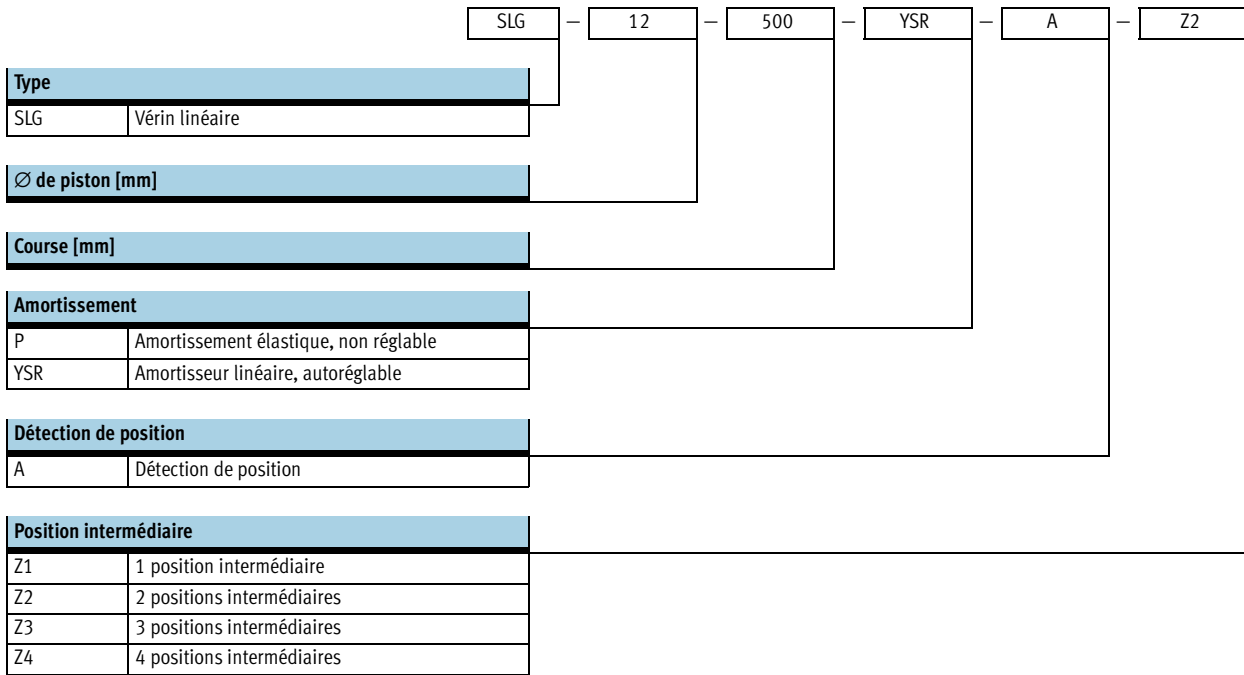 SLG – 12 – 500 – YSR – A – Z2
Type
SLG Vérin linéaire
∅ de piston [mm]
Course [mm]
Amortissement
P Amortissement élastique, non réglable
YSR Amortisseur linéaire, autoréglable
Détection de position
A Détection de position
Position intermédiaire
Z1 1 position intermédiaire
Z2 2 positions intermédiaires
Z3 3 positions intermédiaires
Z4 4 positions intermédiaires